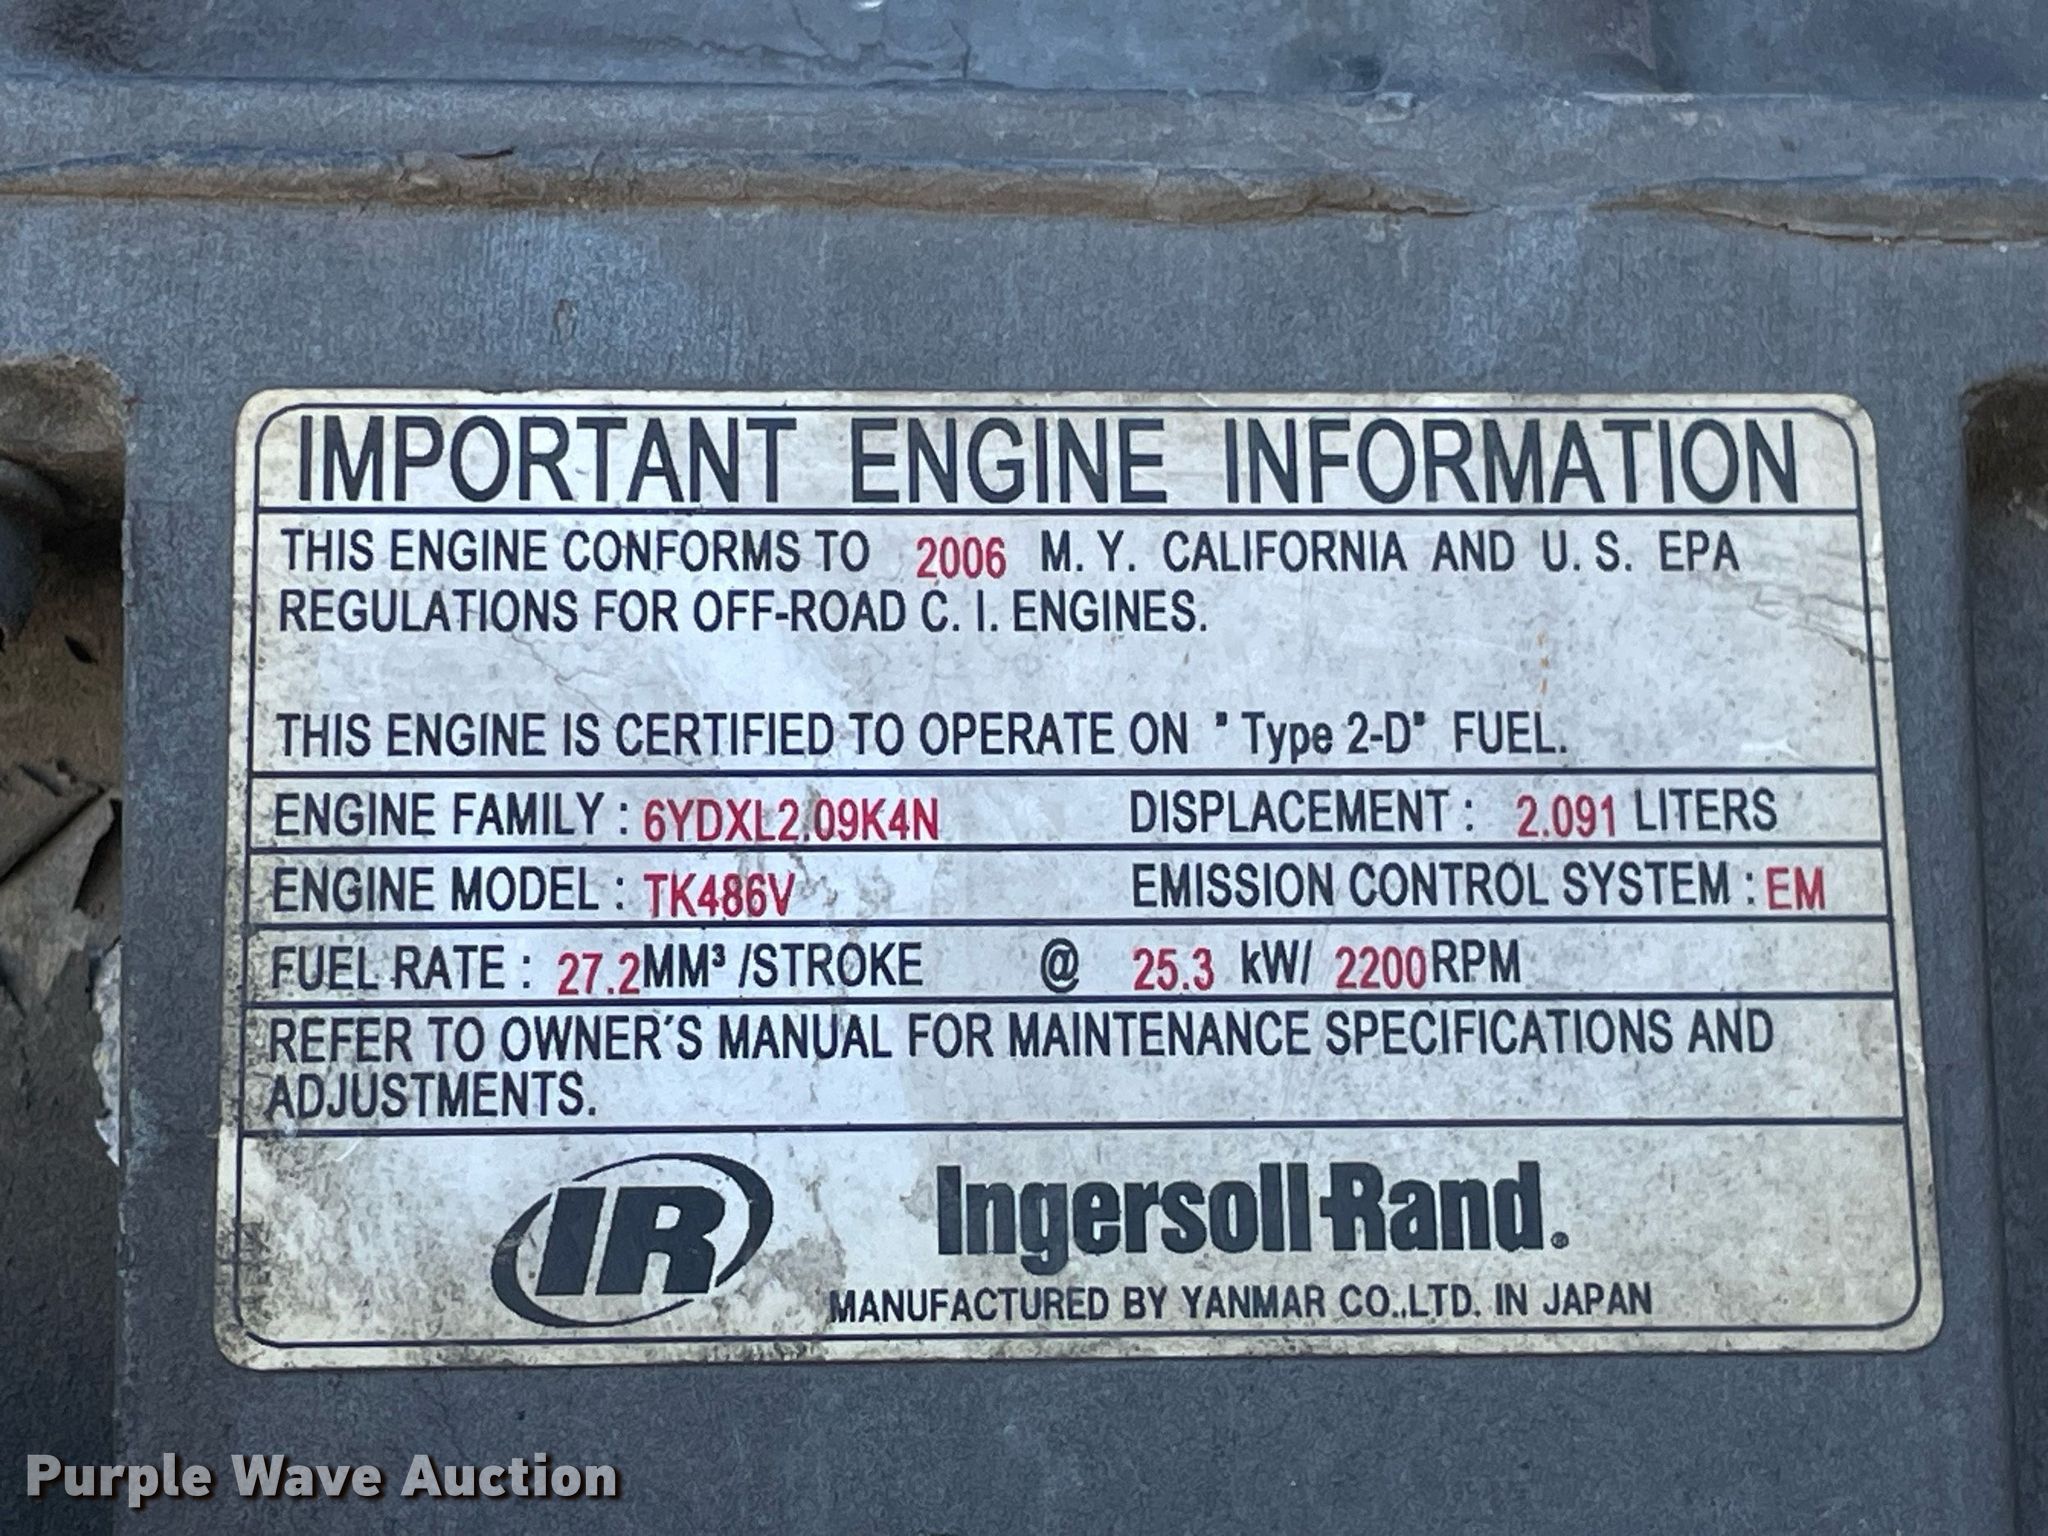 IMPORTANT ENGINE INFORMATION
THIS ENGINE CONFORMS TO 2006 M. Y. CALIFORNIA AND U. S. EPA
REGULATIONS FOR OFF-ROAD C. I. ENGINES.
THIS ENGINE IS CERTIFIED TO OPERATE ON "Type 2-D" FUEL.
ENGINE FAMILY : 6YDXL2.09K4N DISPLACEMENT : 2.091 LITERS
ENGINE MODEL : TK486V EMISSION CONTROL SYSTEM : EM
FUEL RATE : 27.2MM³ /STROKE @ 25.3 kW/ 2200RPM
REFER TO OWNER'S MANUAL FOR MAINTENANCE SPECIFICATIONS AND
ADJUSTMENTS.
IR Ingersoll-Rand®
MANUFACTURED BY YANMAR CO.,LTD. IN JAPAN
Purple Wave Auction